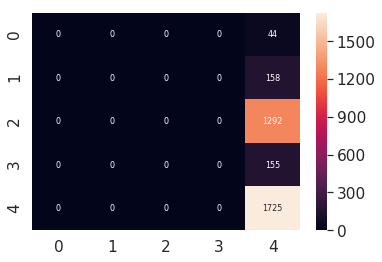 0 0 0 0 0 44
1 0 0 0 0 158
2 0 0 0 0 1292
3 0 0 0 0 155
4 0 0 0 0 1725
0 1 2 3 4
1500
1200
900
600
300
0